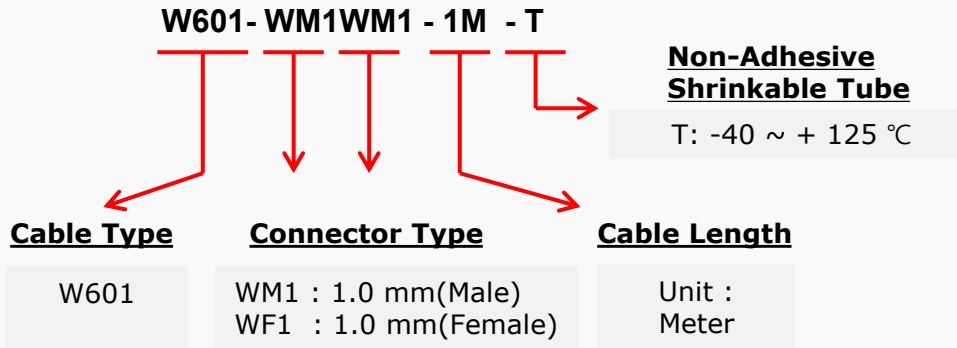 W601- WM1WM1 - 1M - T
Non-Adhesive
Shrinkable Tube
T: -40 ~ + 125 ℃
Cable Type
W601
Connector Type
WM1 : 1.0 mm(Male)
WF1 : 1.0 mm(Female)
Cable Length
Unit :
Meter